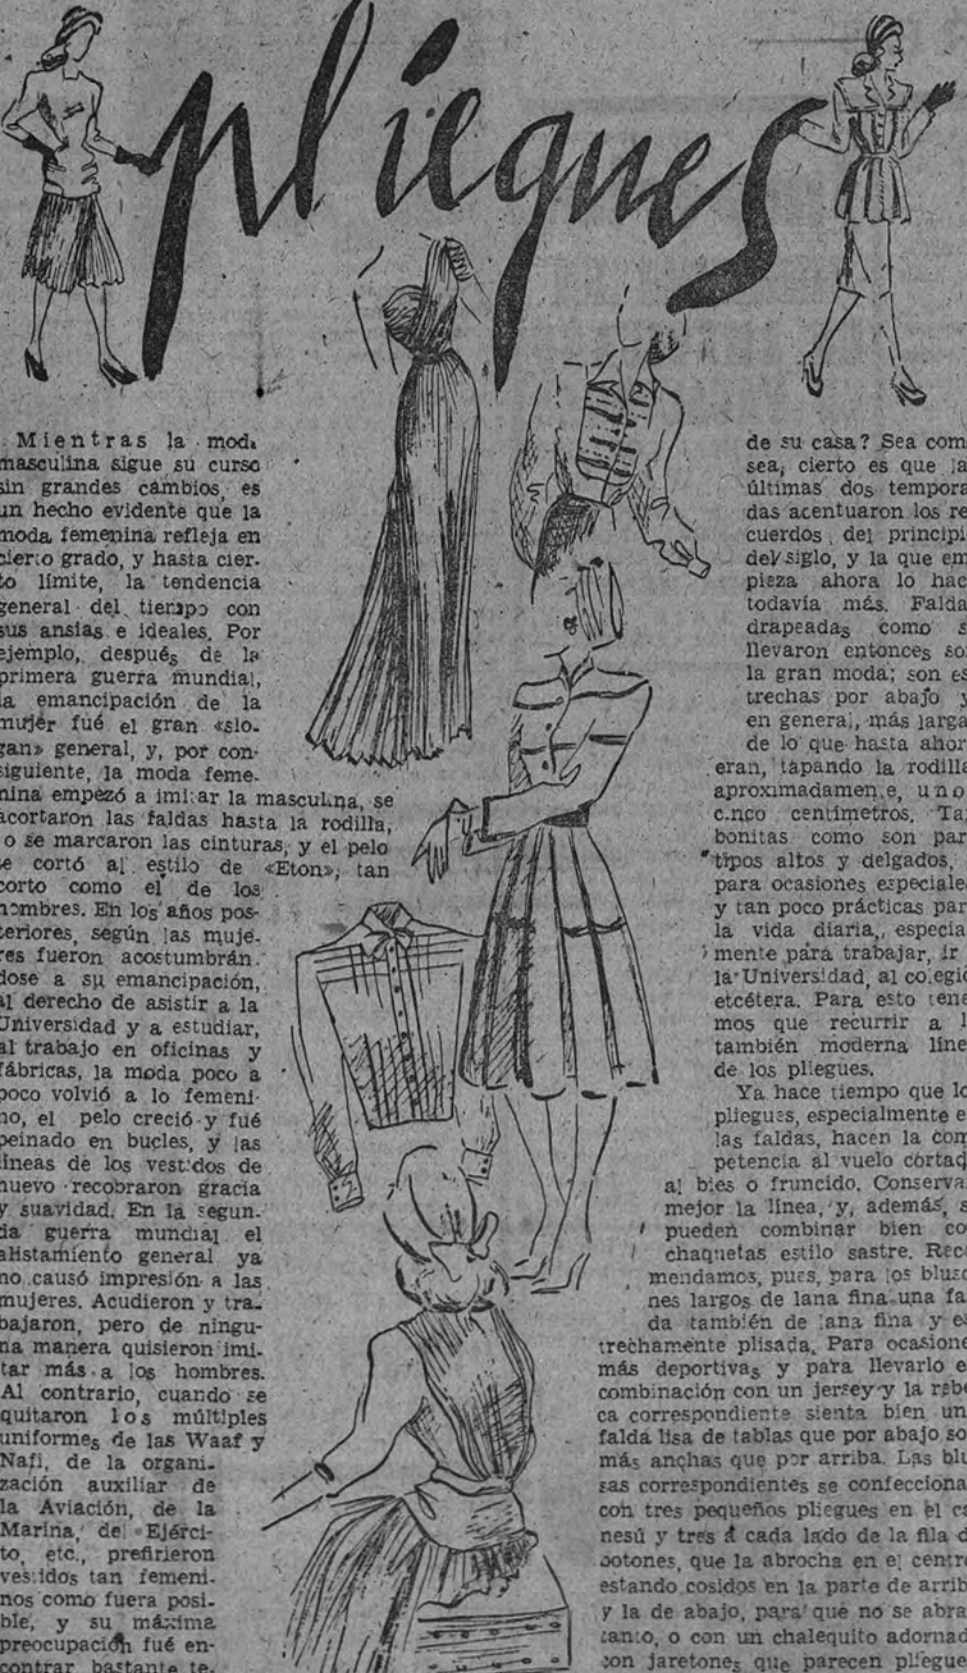 pliegues
Mientras la moda
masculina sigue su curso
sin grandes cambios, es
un hecho evidente que la
moda femenina refleja en
cierto grado, y hasta cier-
to límite, la tendencia
general del tiempo con
sus ansias e ideales. Por
ejemplo, después de la
primera guerra mundial,
la emancipación de la
mujer fué el gran «slo-
gan» general, y, por con-
siguiente, la moda feme-
nina empezó a imitar la masculina, se
acortaron las faldas hasta la rodilla,
o se marcaron las cinturas, y el pelo
se cortó al estilo de «Eton», tan
corto como el de los
hombres. En los años pos-
teriores, según las muje-
res fueron acostumbrán-
dose a su emancipación,
al derecho de asistir a la
Universidad y a estudiar,
al trabajo en oficinas y
fábricas, la moda poco a
poco volvió a lo femeni-
no, el pelo creció y fué
peinado en bucles, y las
líneas de los vestidos de
nuevo recobraron gracia
y suavidad. En la segun-
da guerra mundial el
alistamiento general ya
no causó impresión a las
mujeres. Acudieron y tra-
bajaron, pero de ningu-
na manera quisieron imi-
tar más a los hombres.
Al contrario, cuando se
quitaron los múltiples
uniformes de las Waaf y
Nafi, de la organi-
zación auxiliar de
la Aviación, de la
Marina, del Ejérci-
to, etc., prefirieron
vestidos tan femeni-
nos como fuera posi-
ble, y su máxima
preocupación fué en-
contrar bastante te-
de su casa? Sea com
sea, cierto es que la
últimas dos tempora
das acentuaron los re
cuerdos del principi
del siglo, y la que em
pieza ahora lo hac
todavía más. Falda
drapeadas como s
llevaron entonces so
la gran moda; son es
trechas por abajo y
en general, más larga
de lo que hasta ahor
eran, tapando la rodilla
aproximadamente, uno
cinco centímetros. Ta
bonitas como son par
tipos altos y delgados,
para ocasiones especiale
y tan poco prácticas par
la vida diaria, especia
mente para trabajar, ir
la Universidad, al colegio
etcétera. Para esto tene
mos que recurrir a l
también moderna líne
de los pliegues.
Ya hace tiempo que lo
pliegues, especialmente e
las faldas, hacen la com
petencia al vuelo cortad
al bies o fruncido. Conserva
mejor la línea, y, además, s
pueden combinar bien co
chaquetas estilo sastre. Reco
mendamos, pues, para los bluso
nes largos de lana fina una fa
da también de lana fina y es
trechamente plisada. Para ocasione
más deportivas y para llevarlo e
combinación con un jersey y la rebe
ca correspondiente sienta bien un
falda lisa de tablas que por abajo so
más anchas que por arriba. Las blu
sas correspondientes se confecciona
con tres pequeños pliegues en el ca
nesú y tres a cada lado de la fila d
botones, que la abrocha en el centro
estando cosidos en la parte de arrib
y la de abajo, para que no se abra
tanto, o con un chalequito adornad
con jaretones que parecen pliegue